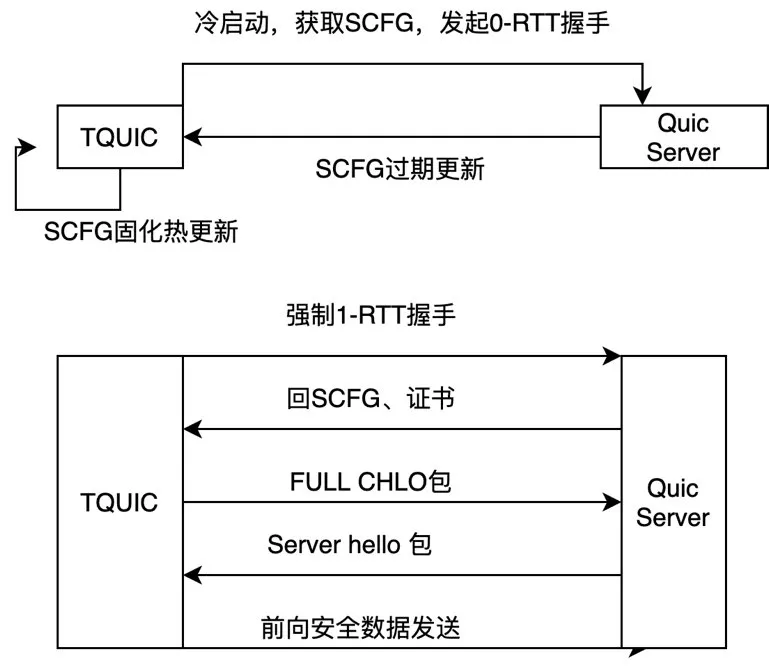 冷启动，获取SCFG，发起0-RTT握手
TQUIC
Quic
Server
SCFG过期更新
SCFG固化热更新
强制1-RTT握手
回SCFG、证书
FULL CHLO包
TQUIC
Quic
Server
Server hello 包
前向安全数据发送